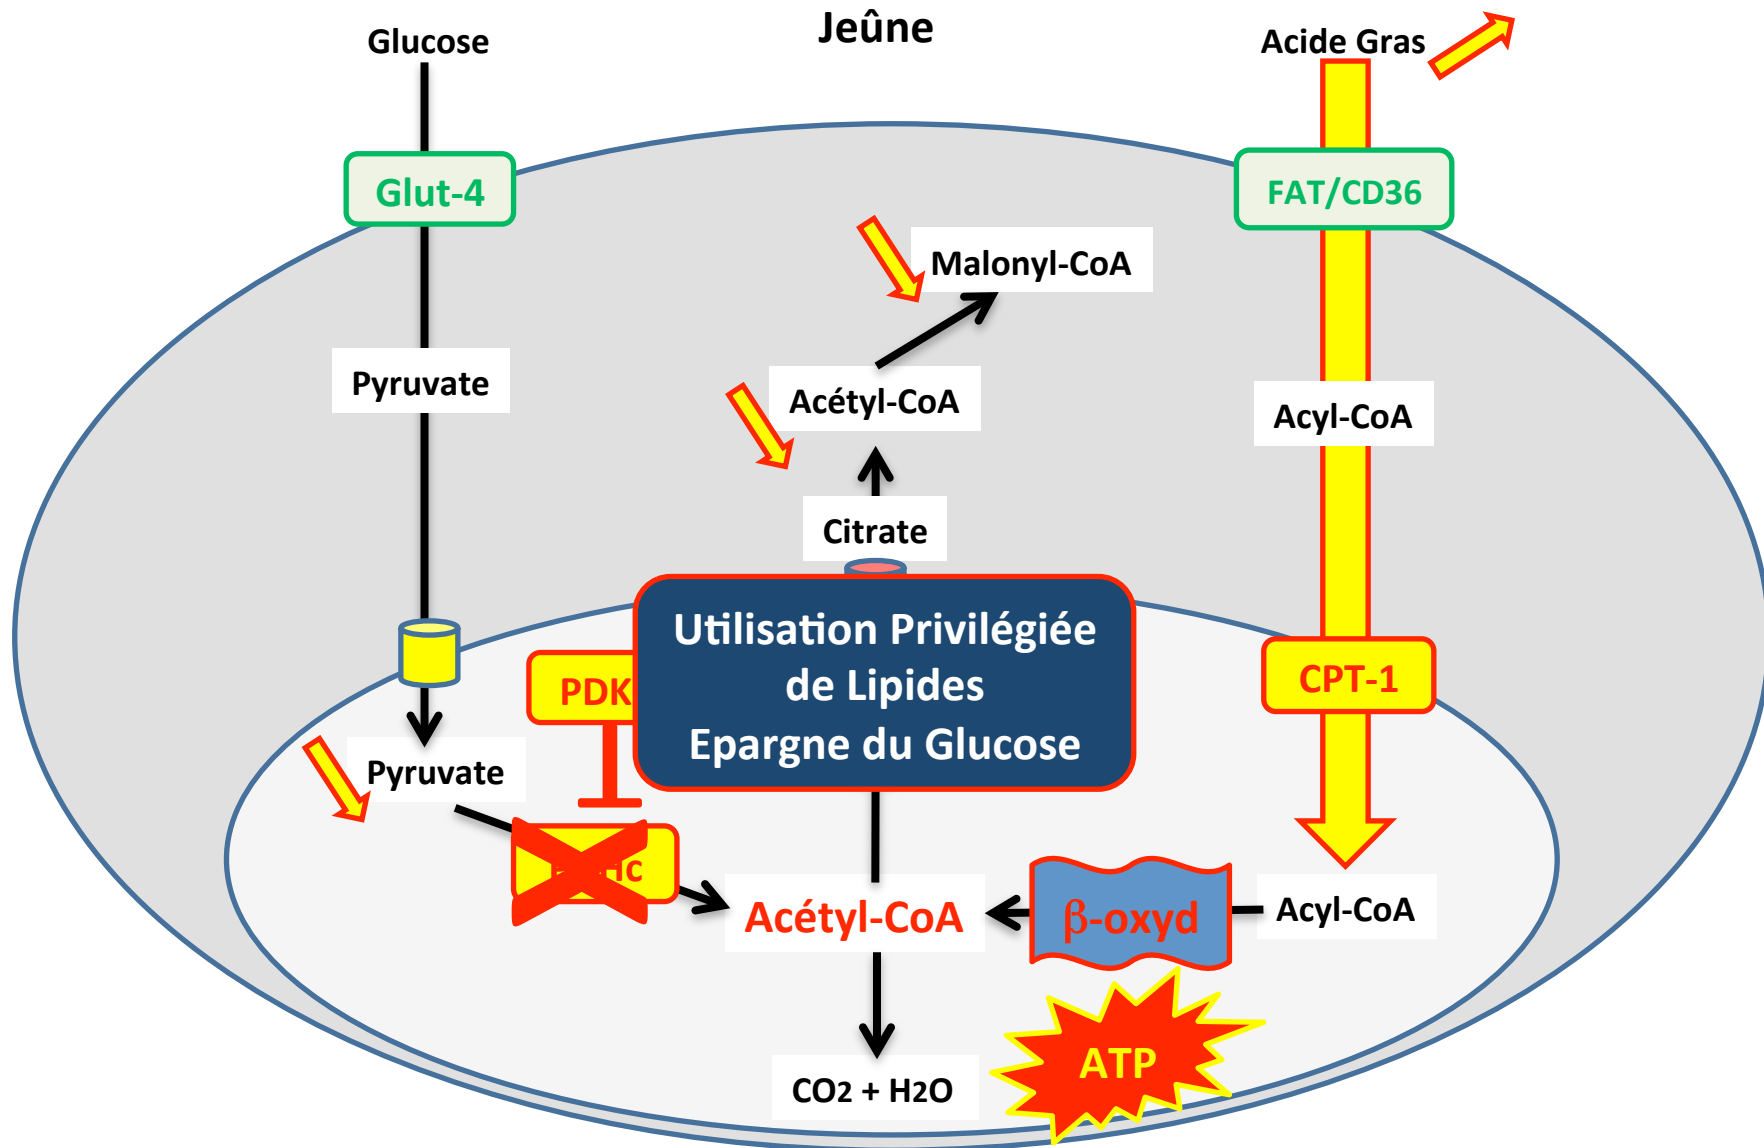 Jeûne
Glucose
Acide Gras
Glut-4
FAT/CD36
Malonyl-CoA
Pyruvate
Acétyl-CoA
Acyl-CoA
Citrate
Utilisation Privilégiée
de Lipides
Epargne du Glucose
PDK
CPT-1
Pyruvate
Acétyl-CoA
β-oxyd
Acyl-CoA
ATP
CO2 + H2O